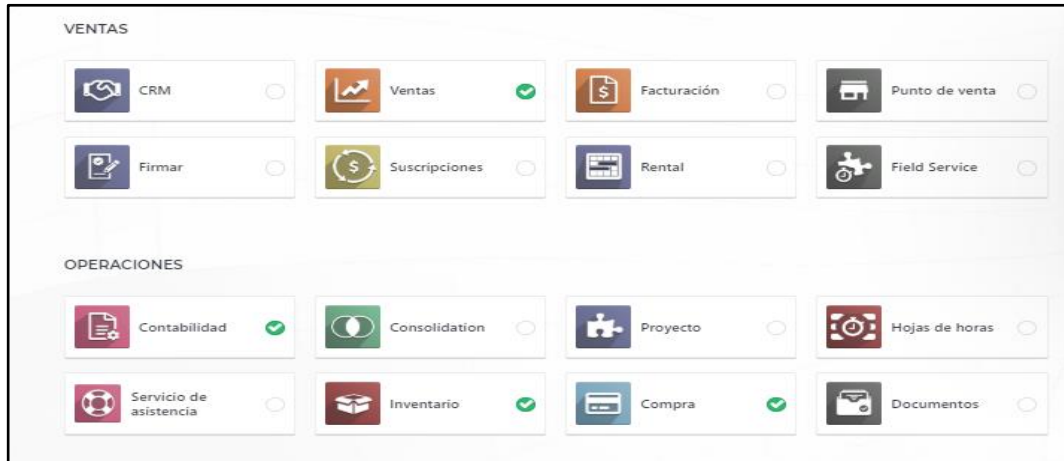 VENTAS
CRM
Ventas
Facturación
Punto de venta
Firmar
Suscripciones
Rental
Field Service
OPERACIONES
Contabilidad
Consolidation
Proyecto
Hojas de horas
Servicio de
asistencia
Inventario
Compra
Documentos